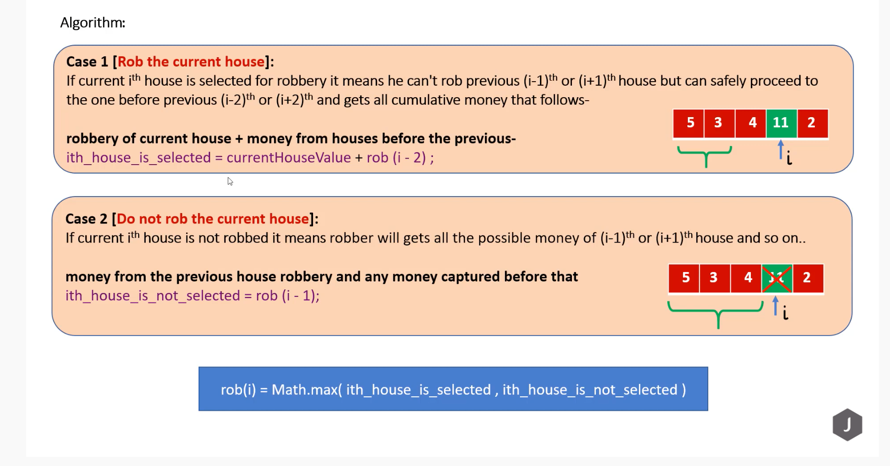 Algorithm:
Case 1 [Rob the current house]:
If current iᵗʰ house is selected for robbery it means he can't rob previous (i-1)ᵗʰ or (i+1)ᵗʰ house but can safely proceed to
the one before previous (i-2)ᵗʰ or (i+2)ᵗʰ and gets all cumulative money that follows-
robbery of current house + money from houses before the previous-
ith_house_is_selected = currentHouseValue + rob (i - 2) ;
5 3 4 11 2
i
Case 2 [Do not rob the current house]:
If current iᵗʰ house is not robbed it means robber will gets all the possible money of (i-1)ᵗʰ or (i+1)ᵗʰ house and so on..
money from the previous house robbery and any money captured before that
ith_house_is_not_selected = rob (i - 1);
5 3 4 11 2
i
rob(i) = Math.max( ith_house_is_selected , ith_house_is_not_selected )
J